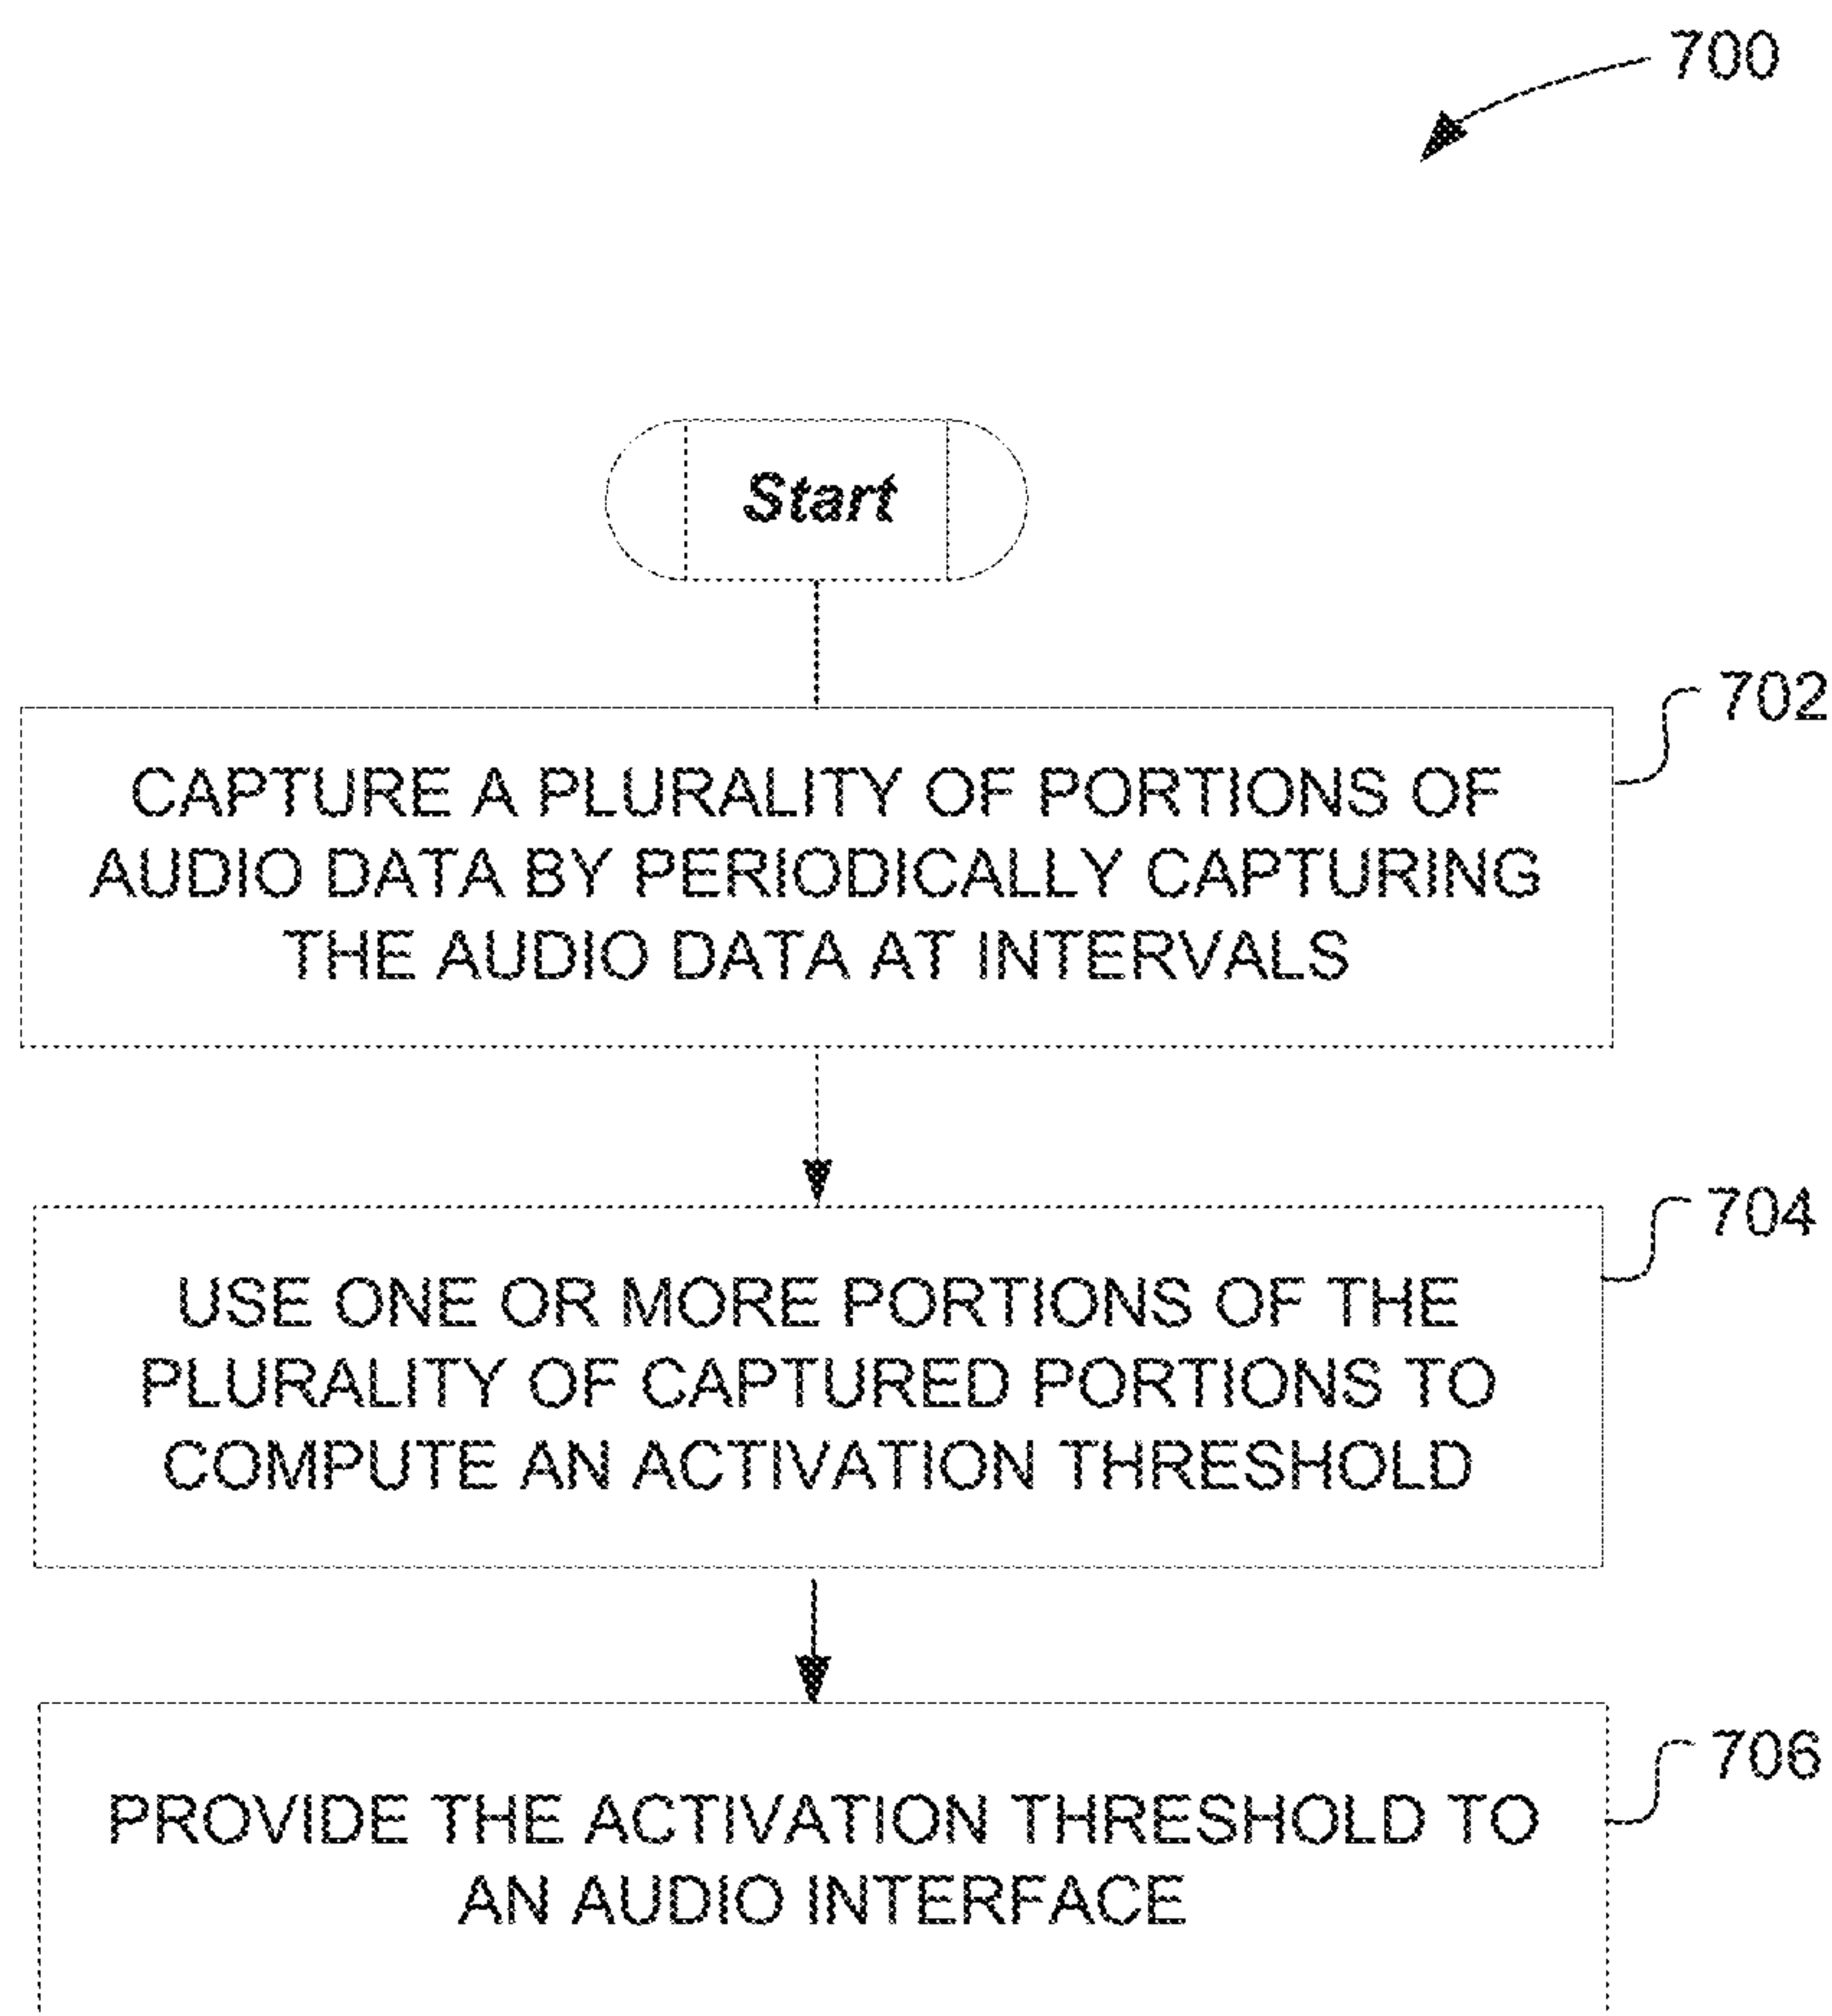 700
Start
702
CAPTURE A PLURALITY OF PORTIONS OF
AUDIO DATA BY PERIODICALLY CAPTURING
THE AUDIO DATA AT INTERVALS
704
USE ONE OR MORE PORTIONS OF THE
PLURALITY OF CAPTURED PORTIONS TO
COMPUTE AN ACTIVATION THRESHOLD
706
PROVIDE THE ACTIVATION THRESHOLD TO
AN AUDIO INTERFACE